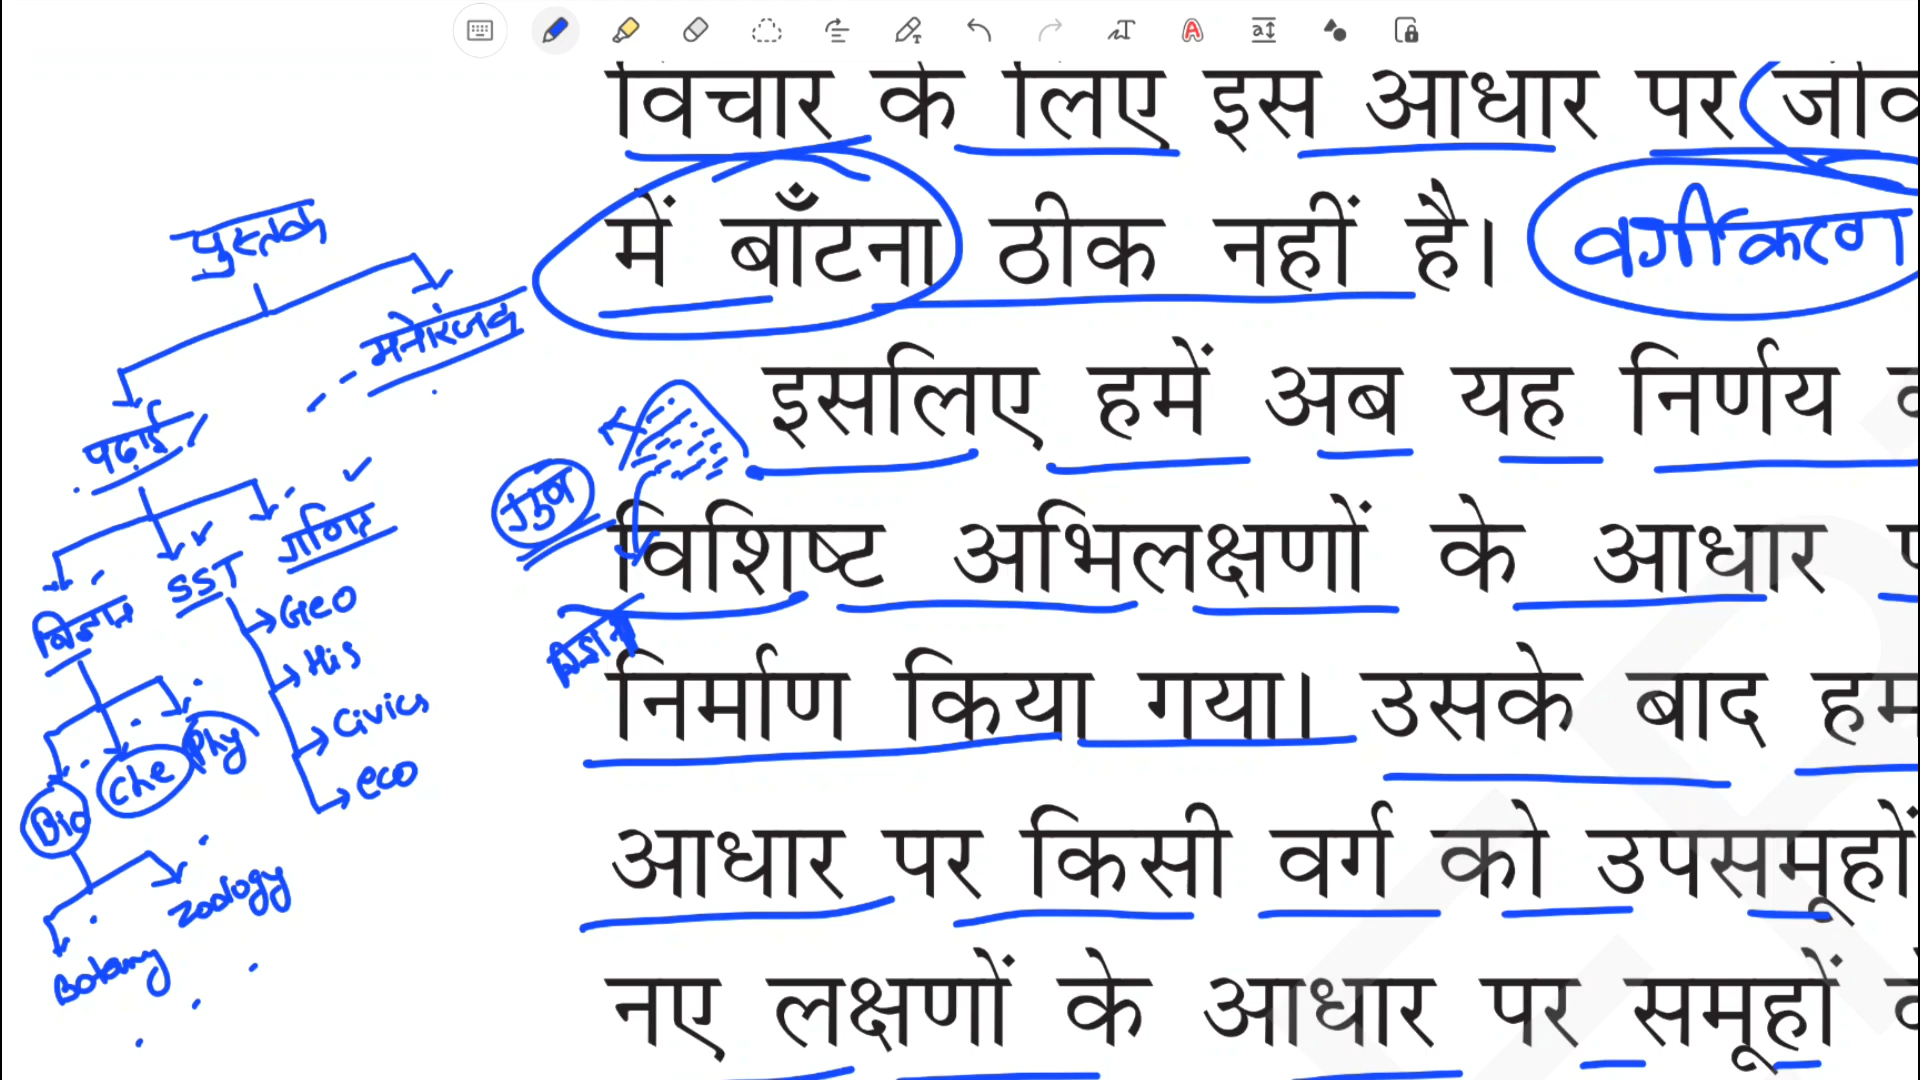 विचार के लिए इस आधार पर जीव
में बाँटना ठीक नहीं है। वर्गीकरण
इसलिए हमें अब यह निर्णय
विशिष्ट अभिलक्षणों के आधार
निर्माण किया गया। उसके बाद हम
आधार पर किसी वर्ग को उपसमूहों
नए लक्षणों के आधार पर समूहों
पुस्तक
मनोरंजक
पढाई
विज्ञान
SST
गणित
Geo
His
Civics
eco
Bio
Che
Phy
Botany
Zoology
गुण